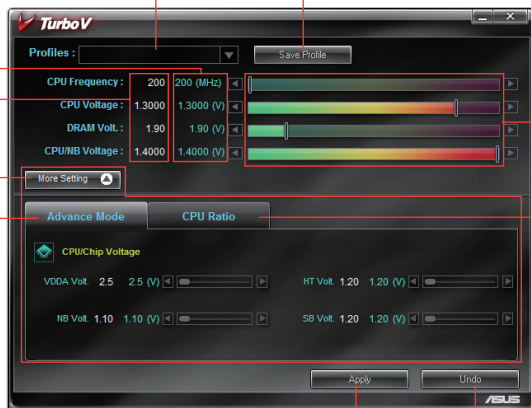 TurboV
Profiles :
Save Profile
CPU Frequency : 200 200 (MHz)
CPU Voltage : 1.3000 1.3000 (V)
DRAM Volt. : 1.90 1.90 (V)
CPU/NB Voltage : 1.4000 1.4000 (V)
More Setting
Advance Mode CPU Ratio
CPU/Chip Voltage
VDDA Volt. 2.5 2.5 (V) HT Volt. 1.20 1.20 (V)
NB Volt. 1.10 1.10 (V) SB Volt. 1.20 1.20 (V)
Apply Undo
ASUS